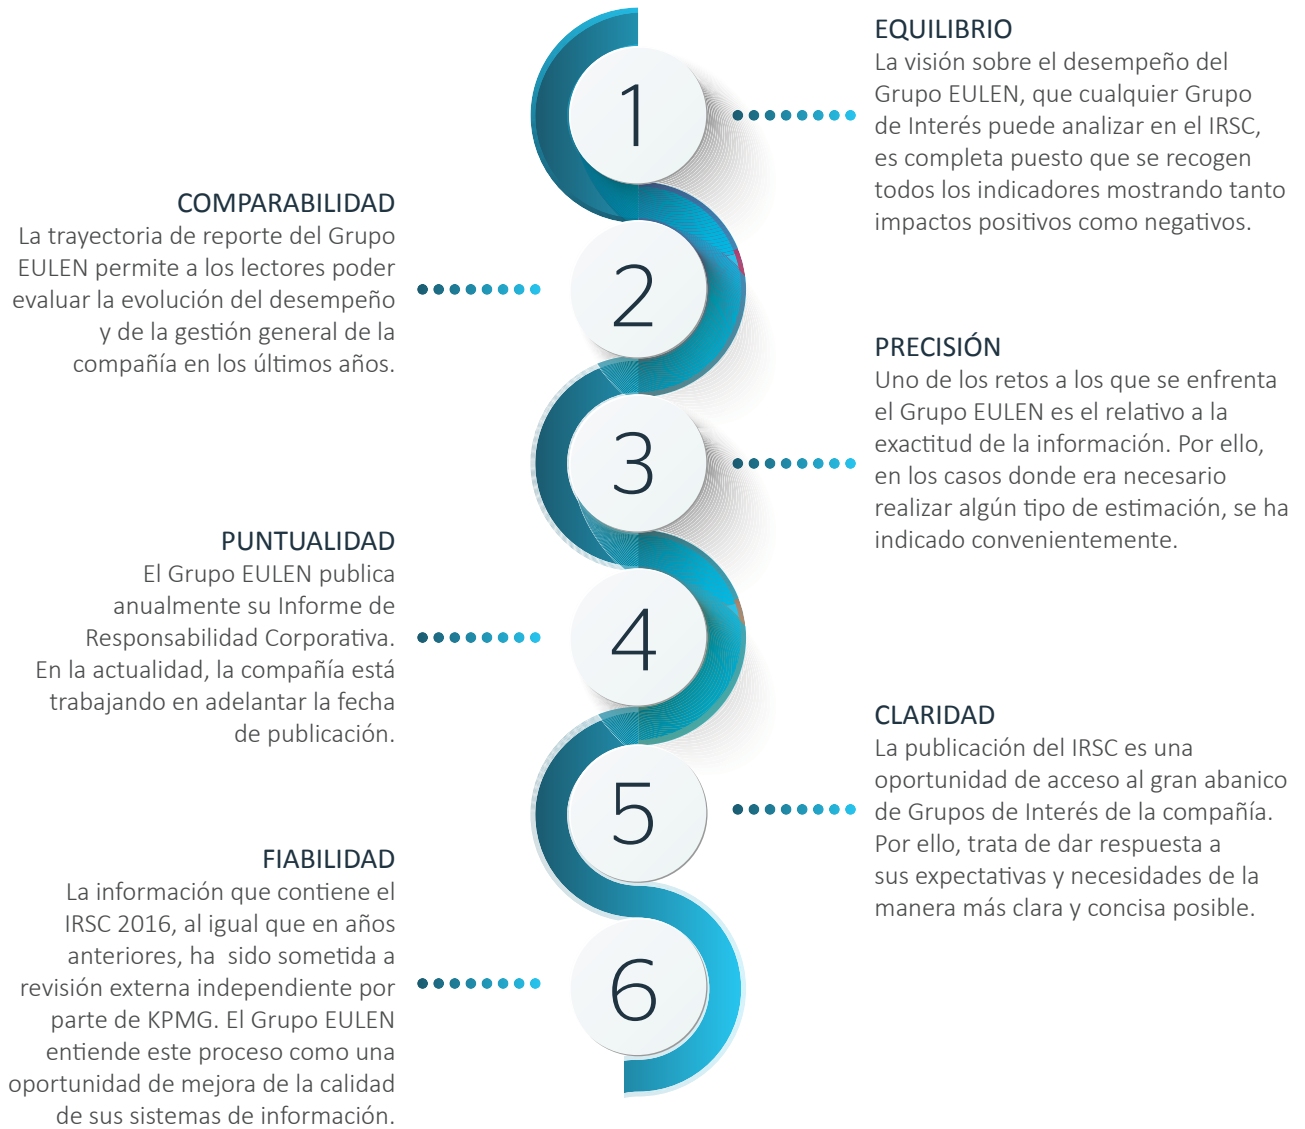 1
EQUILIBRIO
La visión sobre el desempeño del
Grupo EULEN, que cualquier Grupo
de Interés puede analizar en el IRSC,
es completa puesto que se recogen
todos los indicadores mostrando tanto
impactos positivos como negativos.
2
COMPARABILIDAD
La trayectoria de reporte del Grupo
EULEN permite a los lectores poder
evaluar la evolución del desempeño
y de la gestión general de la
compañía en los últimos años.
3
PRECISIÓN
Uno de los retos a los que se enfrenta
el Grupo EULEN es el relativo a la
exactitud de la información. Por ello,
en los casos donde era necesario
realizar algún tipo de estimación, se ha
indicado convenientemente.
4
PUNTUALIDAD
El Grupo EULEN publica
anualmente su Informe de
Responsabilidad Corporativa.
En la actualidad, la compañía está
trabajando en adelantar la fecha
de publicación.
5
CLARIDAD
La publicación del IRSC es una
oportunidad de acceso al gran abanico
de Grupos de Interés de la compañía.
Por ello, trata de dar respuesta a
sus expectativas y necesidades de la
manera más clara y concisa posible.
6
FIABILIDAD
La información que contiene el
IRSC 2016, al igual que en años
anteriores, ha sido sometida a
revisión externa independiente por
parte de KPMG. El Grupo EULEN
entiende este proceso como una
oportunidad de mejora de la calidad
de sus sistemas de información.